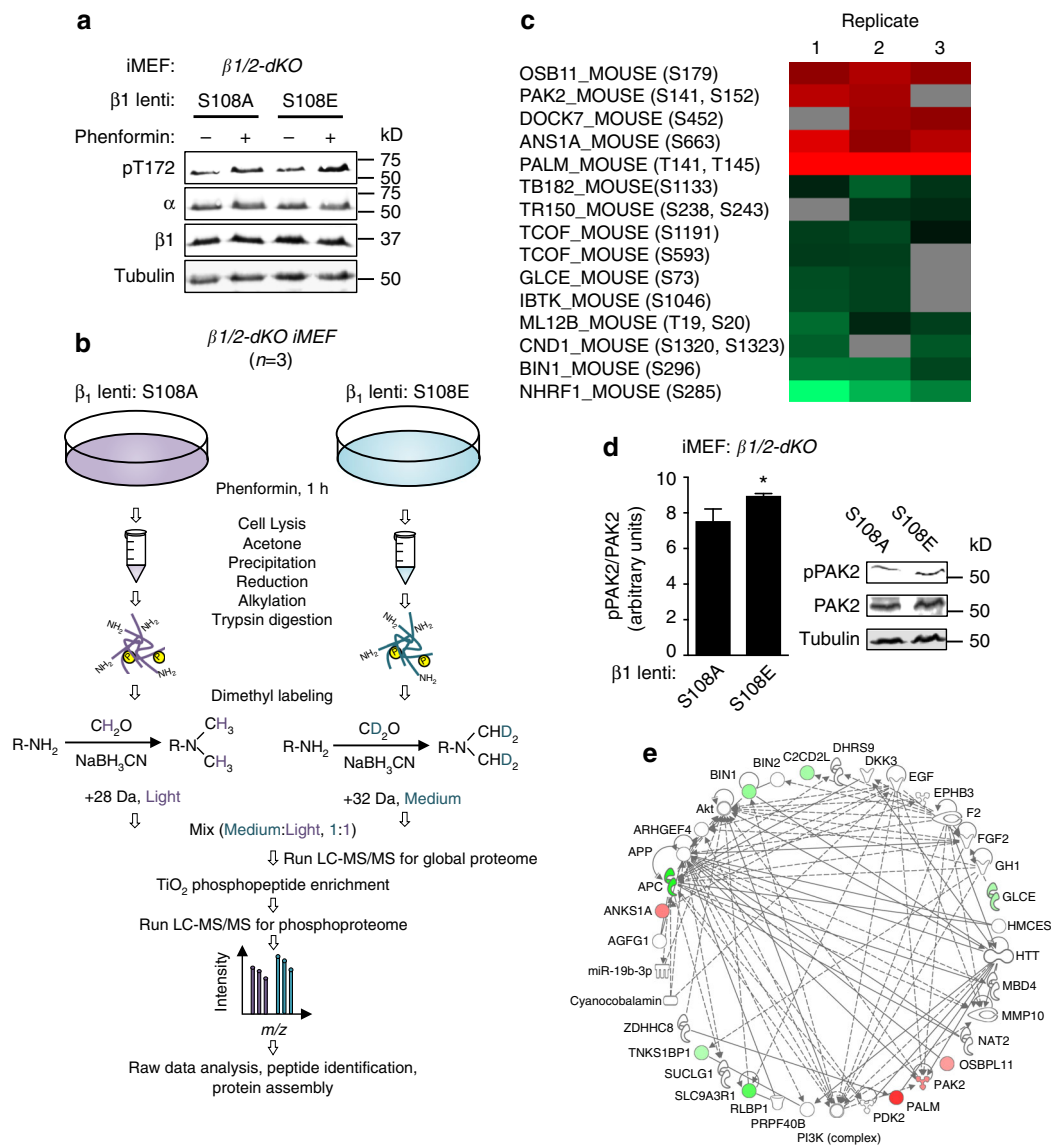 a
iMEF: β1/2-dKO
β1 lenti: S108A S108E
Phenformin: – + – + kD
pT172 75 50
α 75 50
β1 37
Tubulin 50
b
β1/2-dKO iMEF
(n=3)
β1 lenti: S108A β1 lenti: S108E
Phenformin, 1 h
Cell Lysis
Acetone
Precipitation
Reduction
Alkylation
Trypsin digestion
NH2 NH2 NH2 NH2 NH2 P P
NH2 NH2 NH2 NH2 NH2 P P
Dimethyl labeling
R-NH2 CH2O NaBH3CN R-N CH3 CH3
R-NH2 CD2O NaBH3CN R-N CHD2 CHD2
+28 Da, Light +32 Da, Medium
Mix (Medium:Light, 1:1)
Run LC-MS/MS for global proteome
TiO2 phosphopeptide enrichment
Run LC-MS/MS for phosphoproteome
Intensity
m/z
Raw data analysis, peptide identification,
protein assembly
c
Replicate
1 2 3
OSB11_MOUSE (S179)
PAK2_MOUSE (S141, S152)
DOCK7_MOUSE (S452)
ANS1A_MOUSE (S663)
PALM_MOUSE (T141, T145)
TB182_MOUSE(S1133)
TR150_MOUSE (S238, S243)
TCOF_MOUSE (S1191)
TCOF_MOUSE (S593)
GLCE_MOUSE (S73)
IBTK_MOUSE (S1046)
ML12B_MOUSE (T19, S20)
CND1_MOUSE (S1320, S1323)
BIN1_MOUSE (S296)
NHRF1_MOUSE (S285)
d
iMEF: β1/2-dKO
pPAK2/PAK2
(arbitrary units)
10
8
6
4
2
0
*
β1 lenti: S108A S108E
S108A S108E kD
pPAK2 50
PAK2 50
Tubulin 50
e
DHRS9
C2CD2L
DKK3
BIN2
EGF
BIN1
EPHB3
Akt
F2
ARHGEF4
FGF2
APP
GH1
APC
GLCE
ANKS1A
HMCES
AGFG1
HTT
miR-19b-3p
MBD4
Cyanocobalamin
MMP10
ZDHHC8
NAT2
TNKS1BP1
OSBPL11
SUCLG1
PAK2
SLC9A3R1
PALM
RLBP1
PDK2
PRPF40B
PI3K (complex)